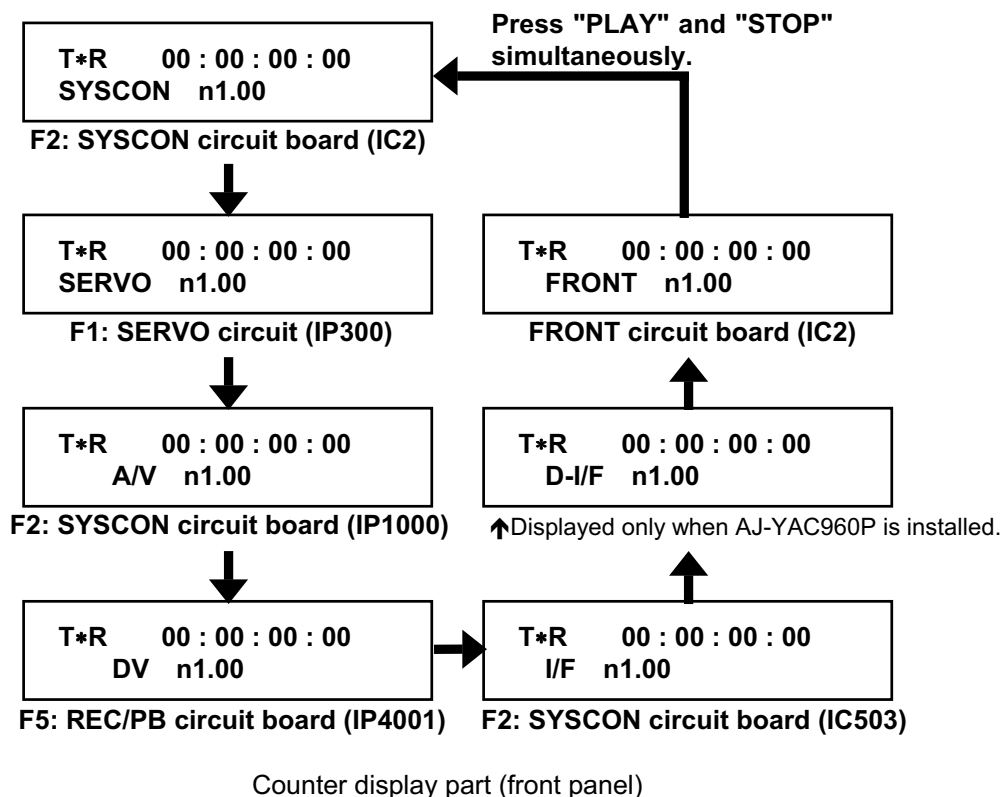 Press "PLAY" and "STOP"
simultaneously.
T*R 00 : 00 : 00 : 00
SYSCON n1.00
F2: SYSCON circuit board (IC2)
T*R 00 : 00 : 00 : 00
SERVO n1.00
F1: SERVO circuit (IP300)
T*R 00 : 00 : 00 : 00
A/V n1.00
F2: SYSCON circuit board (IP1000)
T*R 00 : 00 : 00 : 00
DV n1.00
F5: REC/PB circuit board (IP4001)
T*R 00 : 00 : 00 : 00
I/F n1.00
F2: SYSCON circuit board (IC503)
T*R 00 : 00 : 00 : 00
D-I/F n1.00
↑Displayed only when AJ-YAC960P is installed.
T*R 00 : 00 : 00 : 00
FRONT n1.00
FRONT circuit board (IC2)
Counter display part (front panel)